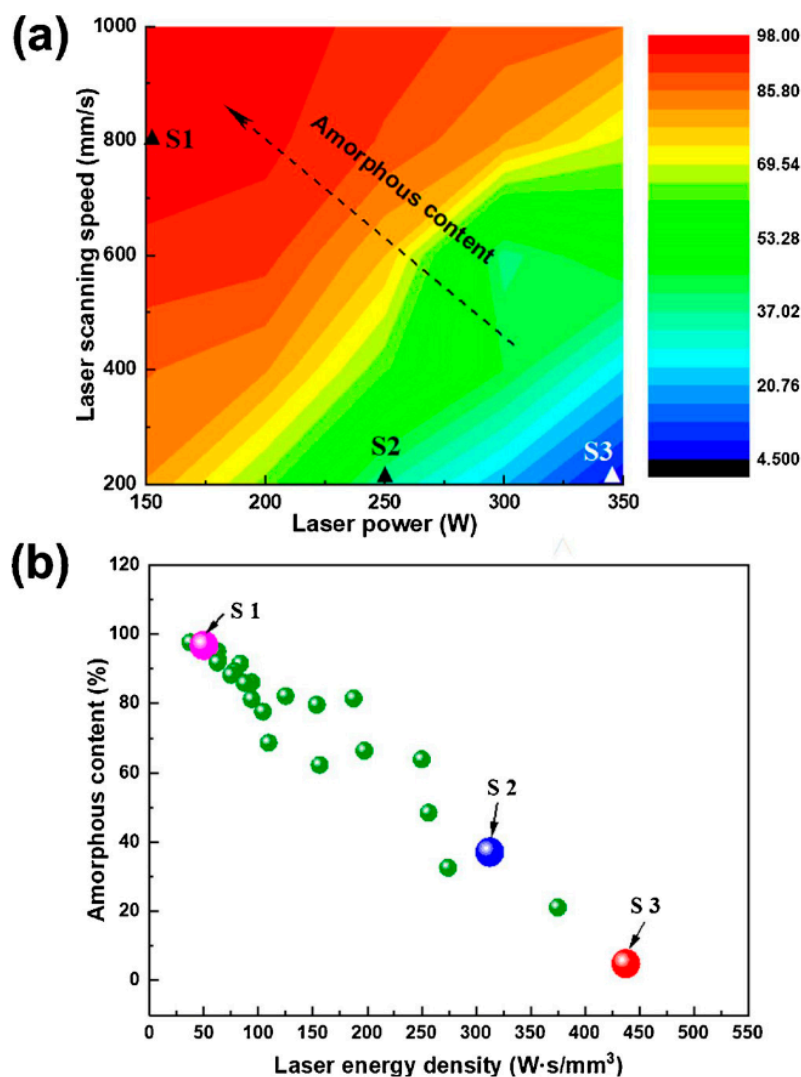 (a)
1000
800
600
400
200
Laser scanning speed (mm/s)
150
200
250
300
350
Laser power (W)
S1
S2
S3
Amorphous content
98.00
85.80
69.54
53.28
37.02
20.76
4.500
(b)
120
100
80
60
40
20
0
Amorphous content (%)
S 1
S 2
S 3
0
50
100
150
200
250
300
350
400
450
500
550
Laser energy density (W·s/mm³)